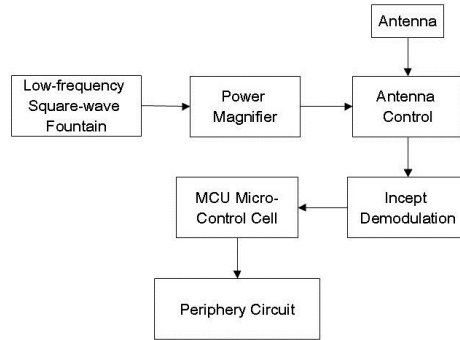 Antenna
Low-frequency
Square-wave
Fountain
Power
Magnifier
Antenna
Control
MCU Micro-
Control Cell
Incept
Demodulation
Periphery Circuit